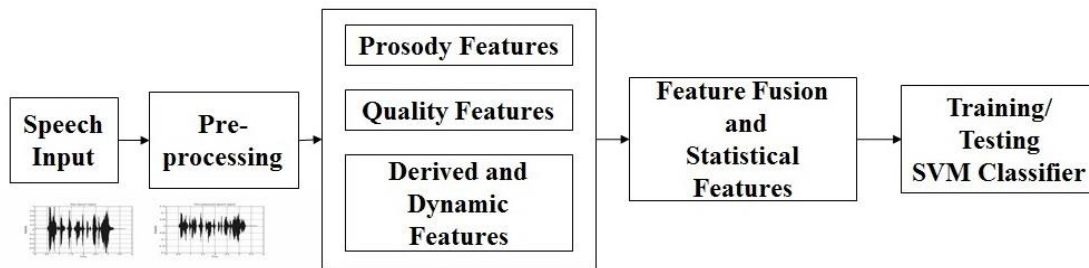 Speech
Input
Pre-
processing
Prosody Features
Quality Features
Derived and
Dynamic
Features
Feature Fusion
and
Statistical
Features
Training/
Testing
SVM Classifier